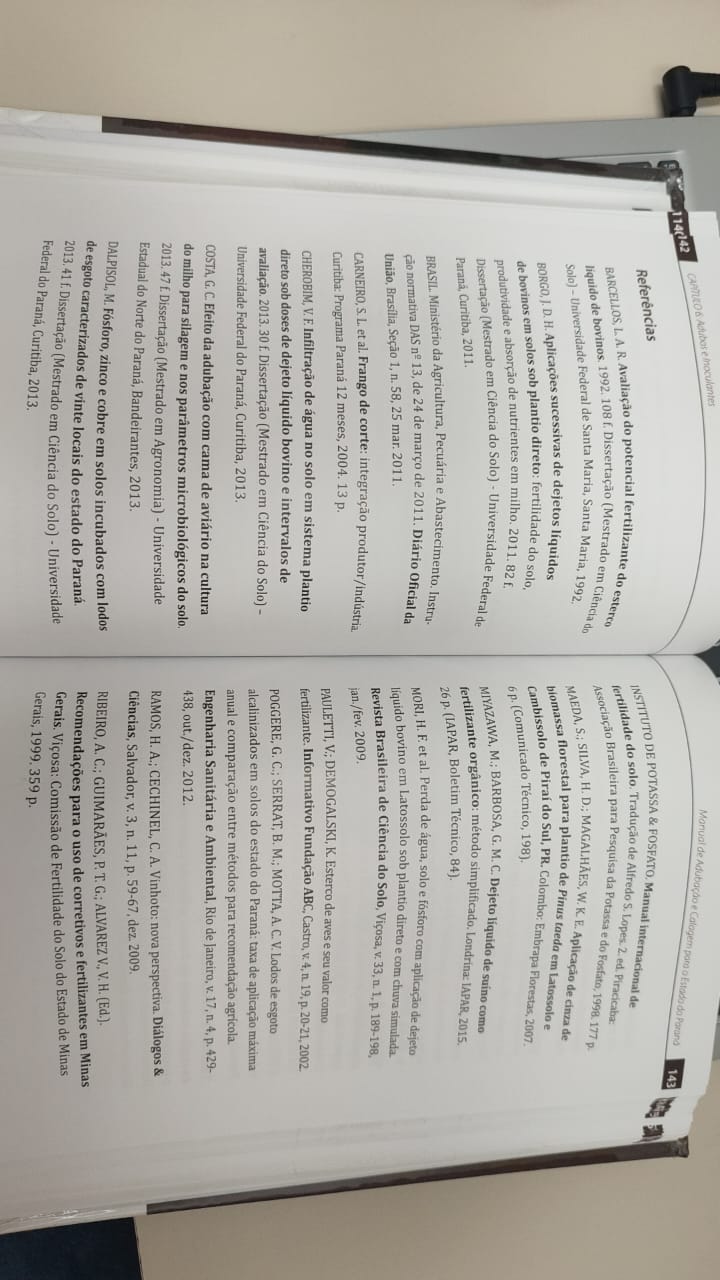 142
CAPÍTULO 6. Adubos e Inoculantes
Referências
BARCELLOS, L. A. R. Avaliação do potencial fertilizante do esterco
líquido de bovinos. 1992. 108 f. Dissertação (Mestrado em Ciência do
Solo) - Universidade Federal de Santa Maria, Santa Maria, 1992.
BORGO, J. D. H. Aplicações sucessivas de dejetos líquidos
de bovinos em solos sob plantio direto: fertilidade do solo,
produtividade e absorção de nutrientes em milho. 2011. 82 f.
Dissertação (Mestrado em Ciência do Solo) - Universidade Federal de
Paraná, Curitiba, 2011.
BRASIL. Ministério da Agricultura, Pecuária e Abastecimento. Instru-
ção normativa DAS nº 13, de 24 de março de 2011. Diário Oficial da
União, Brasília, Seção 1, n. 58, 25 mar. 2011.
CARNEIRO, S. L. et al. Frango de corte: integração produtor/indústria.
Curitiba: Programa Paraná 12 meses, 2004. 13 p.
CHEROBIM, V. F. Infiltração de água no solo em sistema plantio
direto sob doses de dejeto líquido bovino e intervalos de
avaliação. 2013. 30 f. Dissertação (Mestrado em Ciência do Solo) –
Universidade Federal do Paraná, Curitiba, 2013.
COSTA, G. C. Efeito da adubação com cama de aviário na cultura
do milho para silagem e nos parâmetros microbiológicos do solo.
2013. 47 f. Dissertação (Mestrado em Agronomia) - Universidade
Estadual do Norte do Paraná, Bandeirantes, 2013.
DALPISOL, M. Fósforo, zinco e cobre em solos incubados com lodos
de esgoto caracterizados de vinte locais do estado do Paraná.
2013. 41 f. Dissertação (Mestrado em Ciência do Solo) - Universidade
Federal do Paraná, Curitiba, 2013.
Manual de Adubação e Calagem para o Estado do Paraná
143
INSTITUTO DE POTASSA & FOSFATO. Manual internacional de
fertilidade do solo. Tradução de Alfredo S. Lopes. 2. ed. Piracicaba:
Associação Brasileira para Pesquisa da Potassa e do Fosfato, 1998. 177 p.
MAEDA, S.; SILVA, H. D.; MAGALHÃES, W. K. E. Aplicação de cinza de
biomassa florestal para plantio de Pinus taeda em Latossolo e
Cambissolo de Piraí do Sul, PR. Colombo: Embrapa Florestas, 2007.
6 p. (Comunicado Técnico, 198).
MIYAZAWA, M.; BARBOSA, G. M. C. Dejeto líquido de suíno como
fertilizante orgânico: método simplificado. Londrina: IAPAR, 2015.
26 p. (IAPAR. Boletim Técnico, 84).
MORI, H. F. et al. Perda de água, solo e fósforo com aplicação de dejeto
líquido bovino em Latossolo sob plantio direto e com chuva simulada.
Revista Brasileira de Ciência do Solo, Viçosa, v. 33, n. 1, p. 189-198,
jan./fev. 2009.
PAULETTI, V.; DEMOGALSKI, K. Esterco de aves e seu valor como
fertilizante. Informativo Fundação ABC, Castro, v. 4, n. 19, p. 20-21, 2002.
POGGERE, G. C.; SERRAT, B. M.; MOTTA, A. C. V. Lodos de esgoto
alcalinizados em solos do estado do Paraná: taxa de aplicação máxima
anual e comparação entre métodos para recomendação agrícola.
Engenharia Sanitária e Ambiental, Rio de Janeiro, v. 17, n. 4, p. 429-
438, out./dez. 2012.
RAMOS, H. A.; CECHINEL, C. A. Vinhoto: nova perspectiva. Diálogos &
Ciências, Salvador, v. 3, n. 11, p. 59-67, dez. 2009.
RIBEIRO, A. C.; GUIMARÃES, P. T. G.; ALVAREZ V., V. H. (Ed.).
Recomendações para o uso de corretivos e fertilizantes em Minas
Gerais. Viçosa: Comissão de Fertilidade do Solo do Estado de Minas
Gerais, 1999. 359 p.